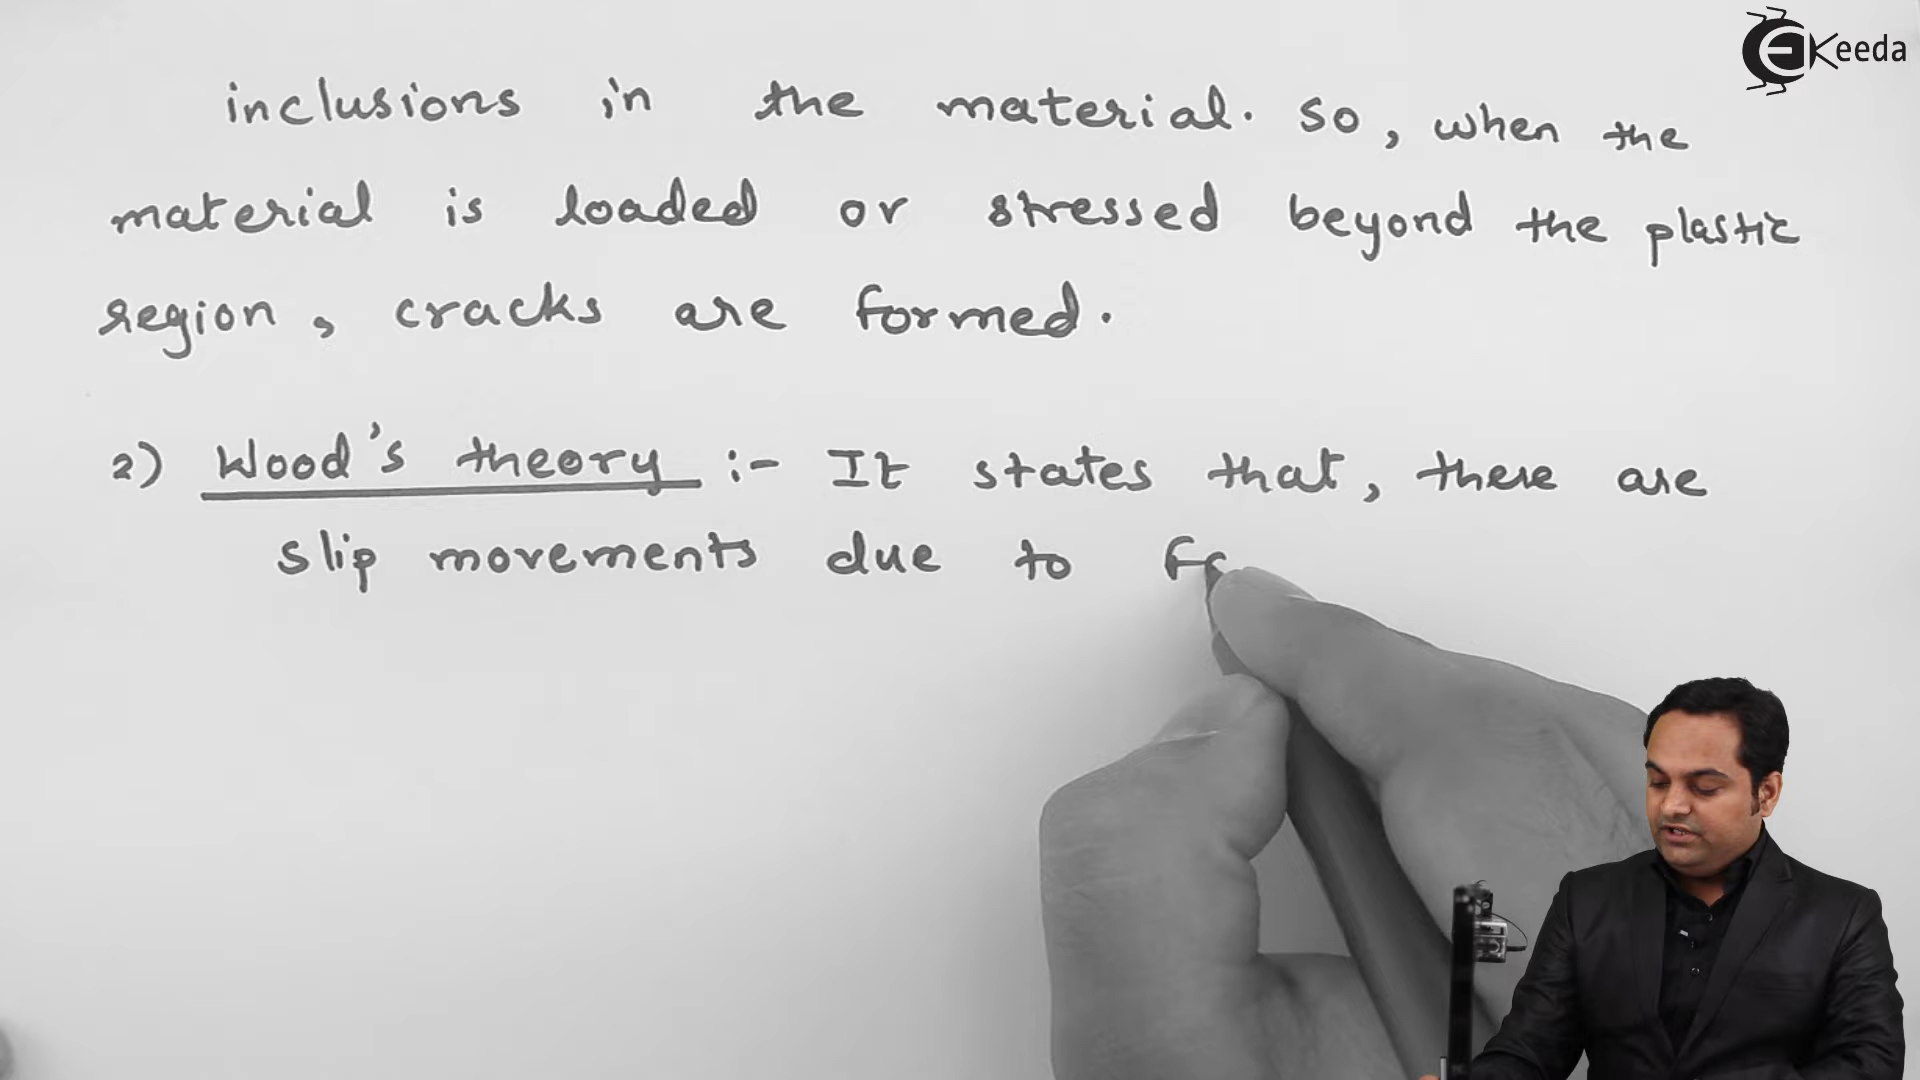 EKeeda
inclusions in the material. So, when the
material is loaded or stressed beyond the plastic
region, cracks are formed.
2) Wood's theory :- It states that, there are
slip movements due to